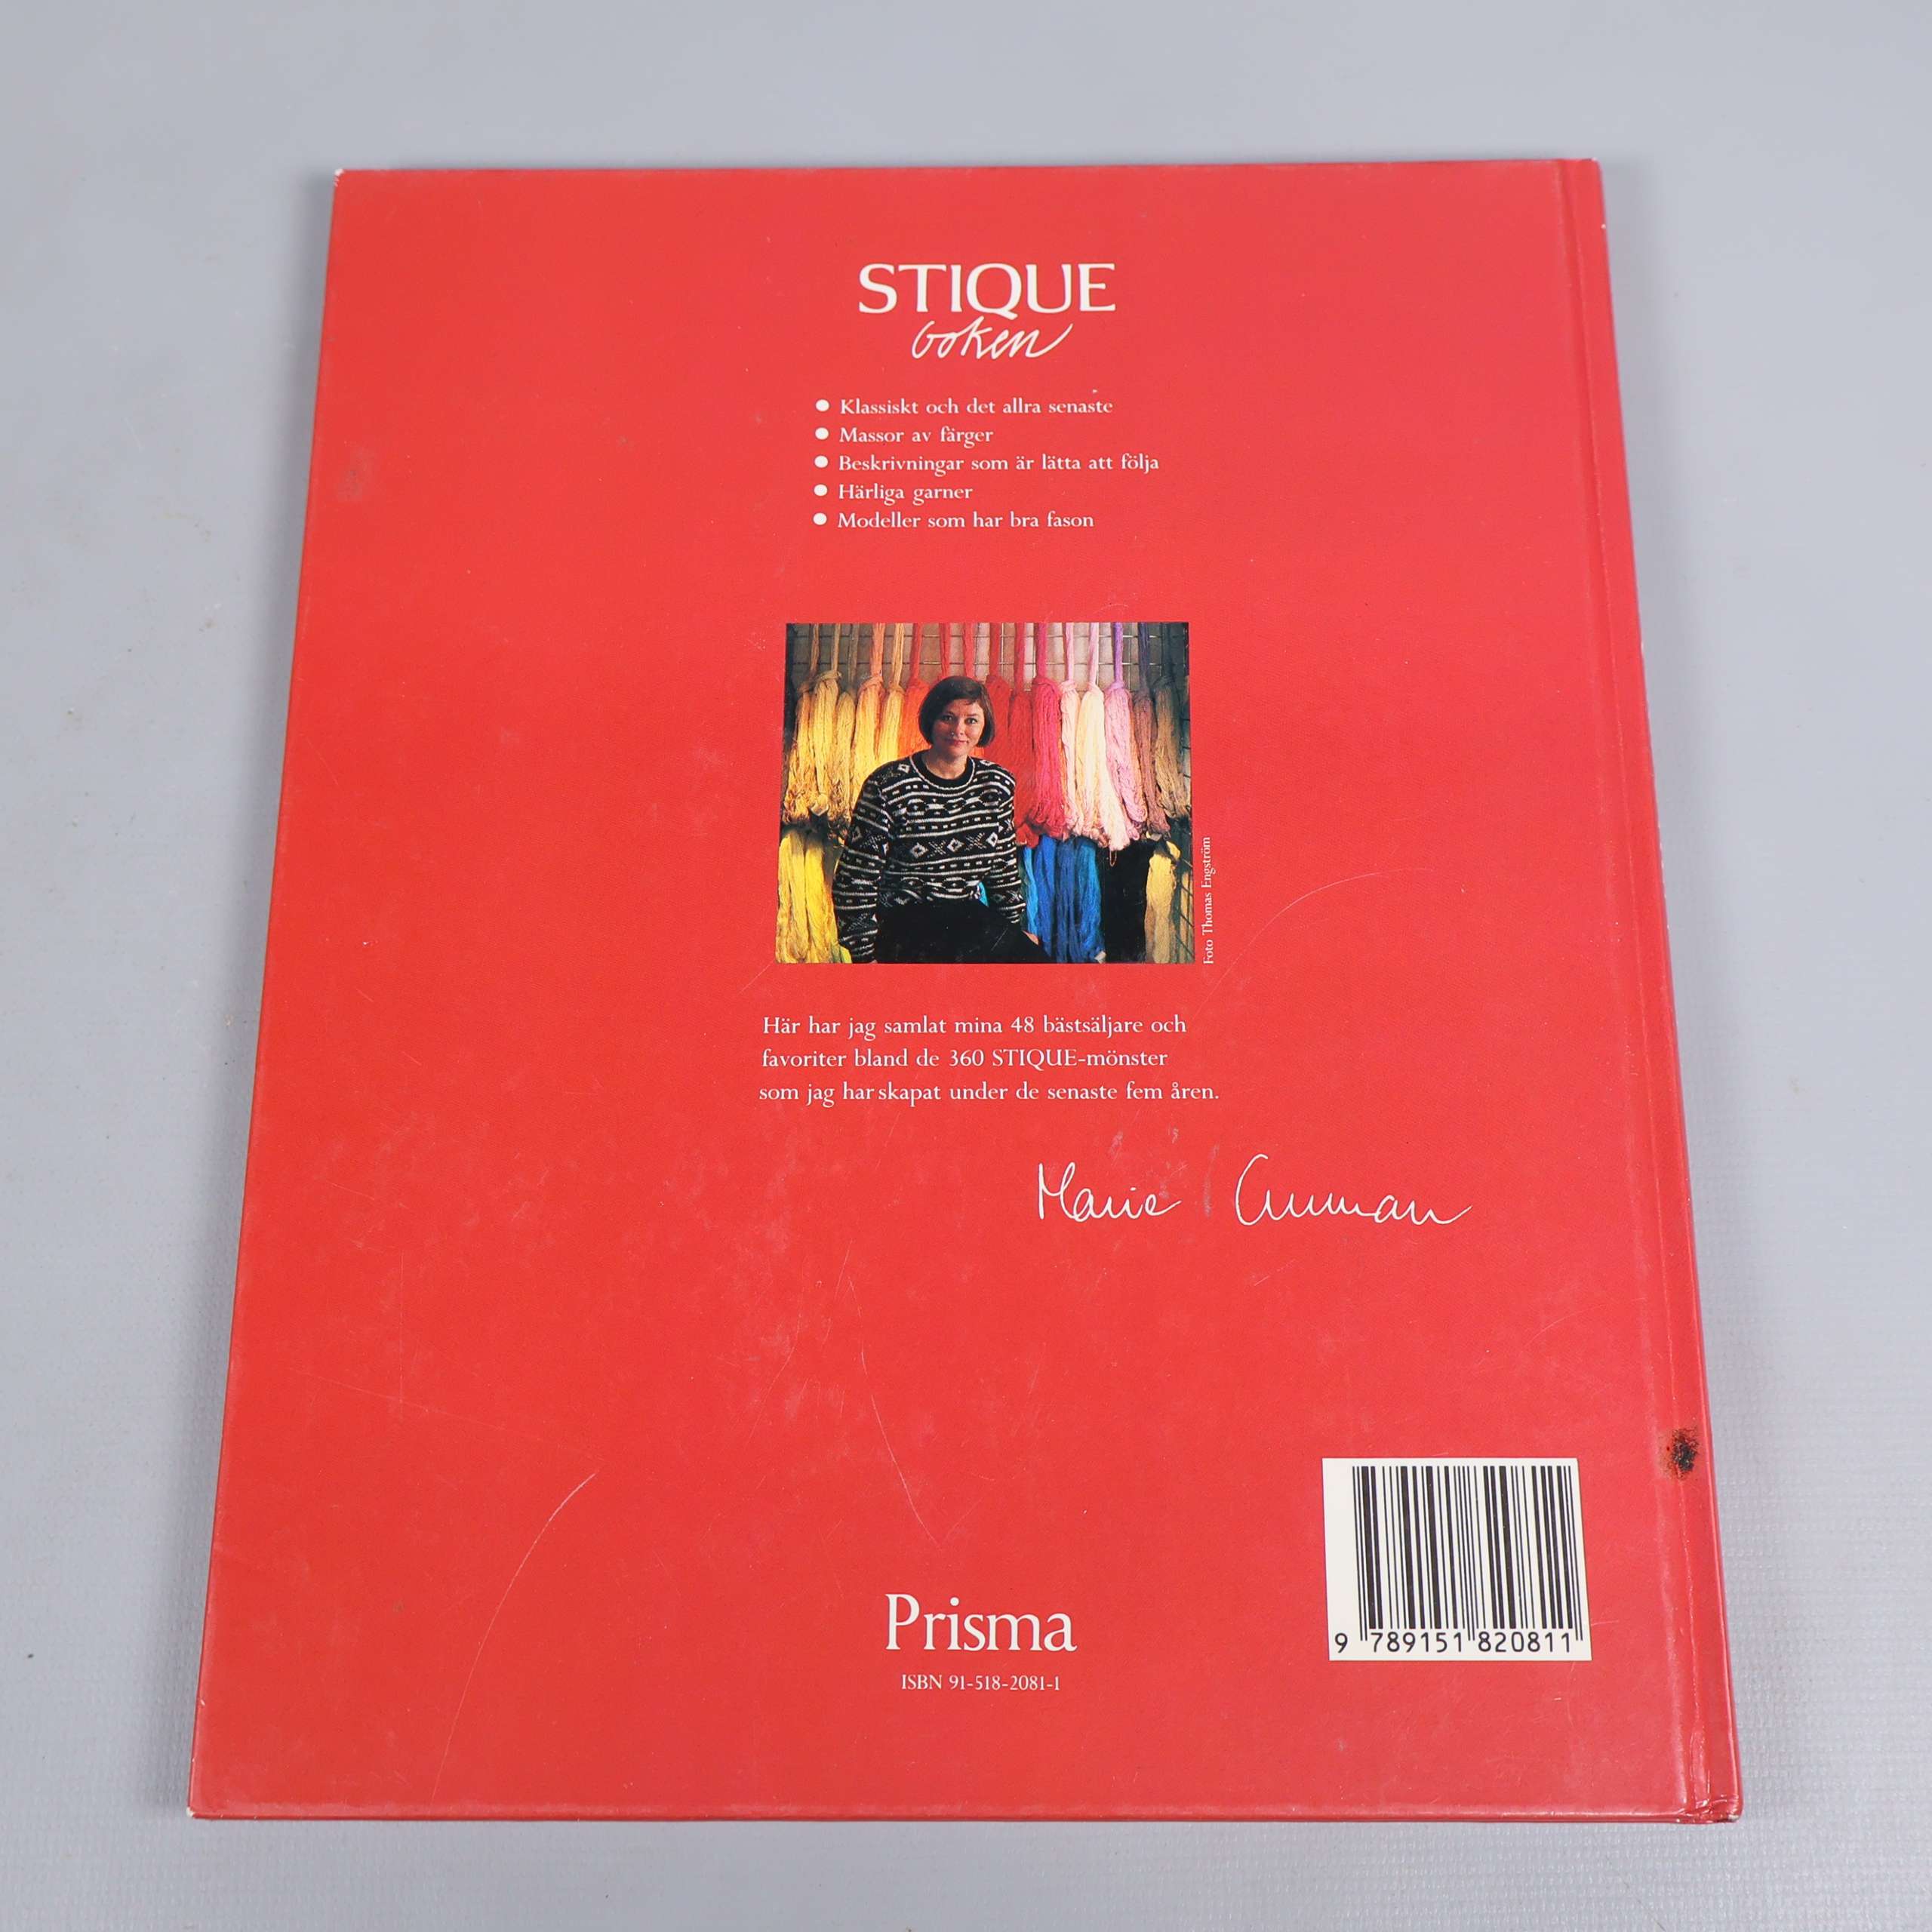 STIQUE
boken
● Klassiskt och det allra senaste
● Massor av färger
● Beskrivningar som är lätta att följa
● Härliga garner
● Modeller som har bra fason
Foto Thomas Engström
Här har jag samlat mina 48 bästsäljare och
favoriter bland de 360 STIQUE-mönster
som jag har skapat under de senaste fem åren.
Marie
Prisma
ISBN 91-518-2081-1
9 789151 820811